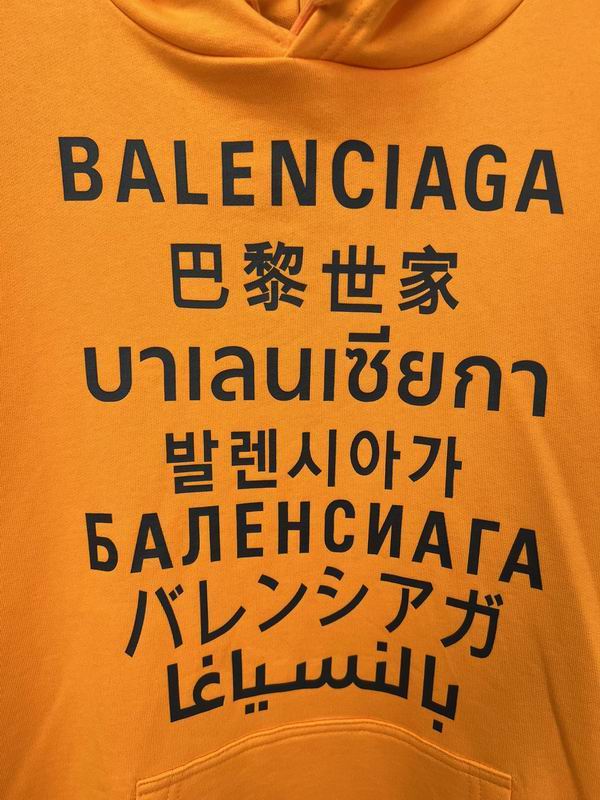 BALENCIAGA
巴黎世家
บาเลนเซียกา
발렌시아가
БАЛЕНСИАГА
バレンシアガ
بالنسياغا